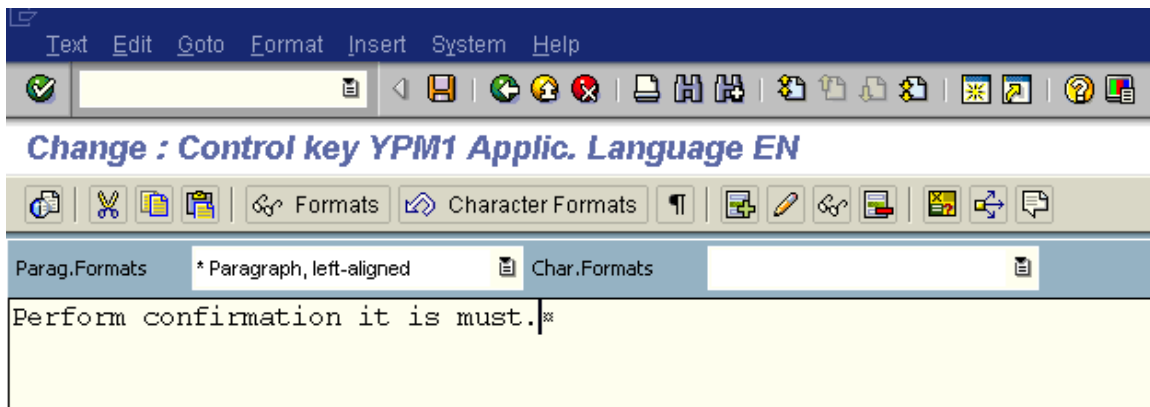 Text Edit Goto Format Insert System Help
Change : Control key YPM1 Applic. Language EN
Formats Character Formats ¶
Parag.Formats * Paragraph, left-aligned Char.Formats
Perform confirmation it is must.¤